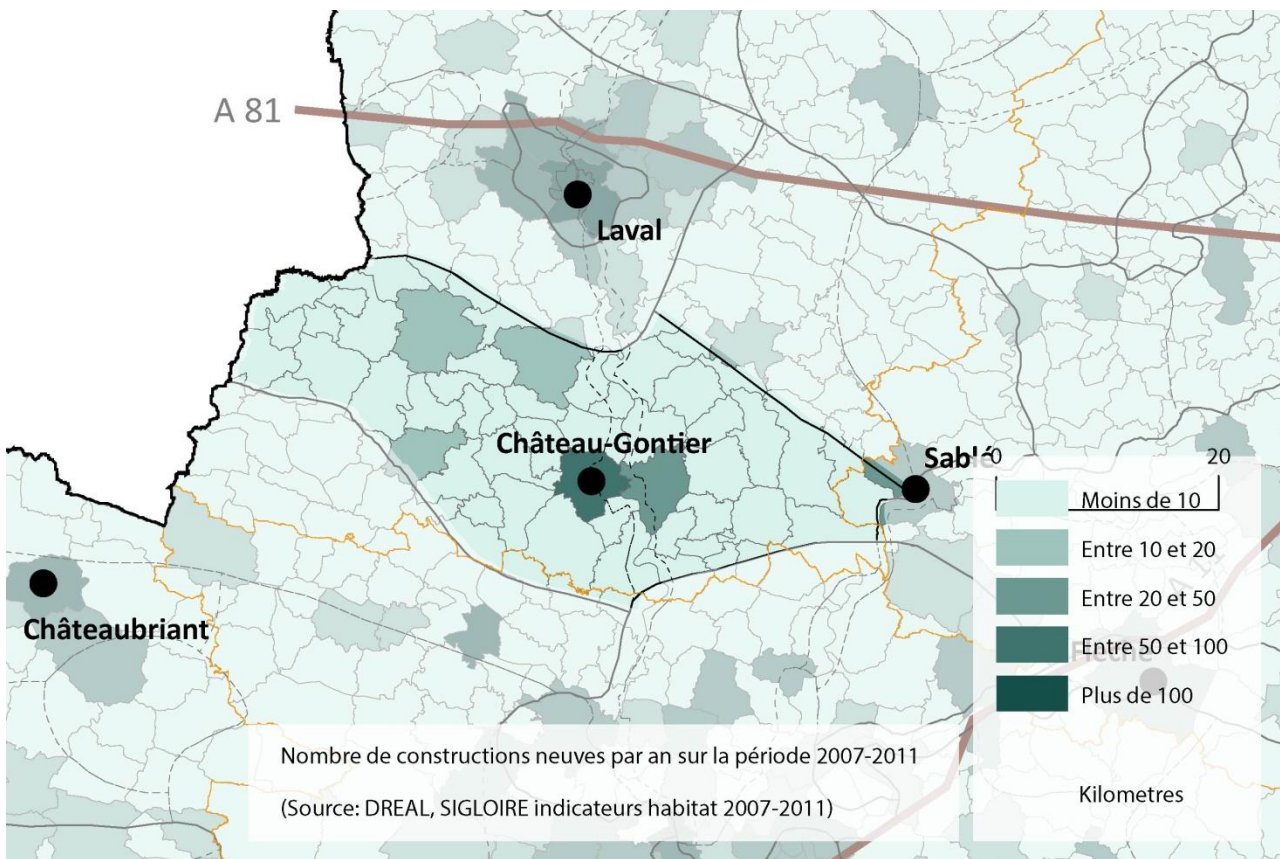 A 81
Laval
Château-Gontier
Sablé
0
20
Moins de 10
Entre 10 et 20
Entre 20 et 50
Entre 50 et 100
Plus de 100
Châteaubriant
Flèche
Nombre de constructions neuves par an sur la période 2007-2011
(Source: DREAL, SIGLOIRE indicateurs habitat 2007-2011)
Kilometres